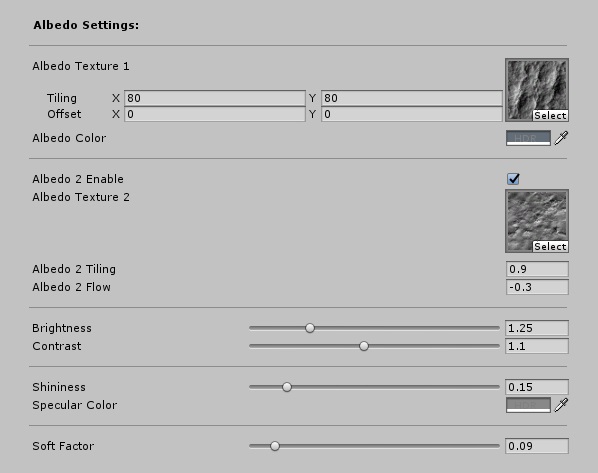 Albedo Settings:
Albedo Texture 1
Tiling X 80 Y 80
Offset X 0 Y 0
Select
Albedo Color HDR
Albedo 2 Enable
Albedo Texture 2
Select
Albedo 2 Tiling 0.9
Albedo 2 Flow -0.3
Brightness 1.25
Contrast 1.1
Shininess 0.15
Specular Color HDR
Soft Factor 0.09